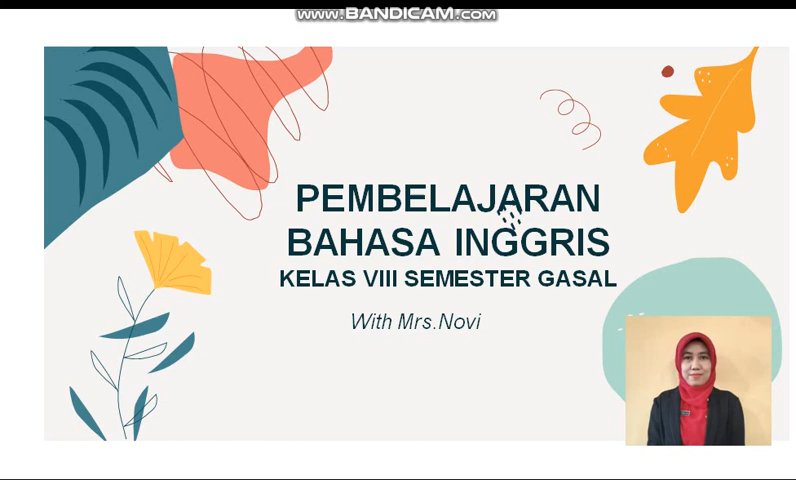 WWW.BANDICAM.COM
PEMBELAJARAN
BAHASA INGGRIS
KELAS VIII SEMESTER GASAL
With Mrs.Novi